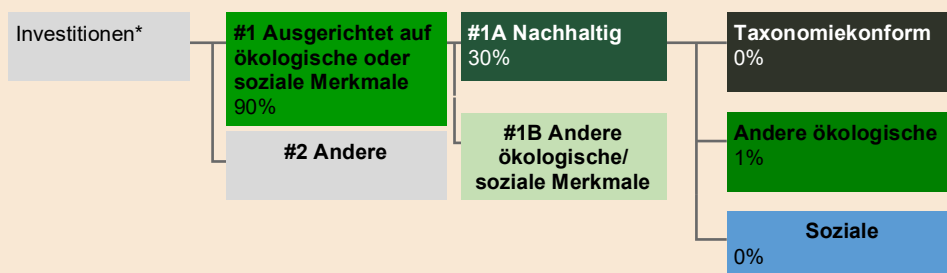 Investitionen*
#1 Ausgerichtet auf
ökologische oder
soziale Merkmale
90%
#2 Andere
#1A Nachhaltig
30%
#1B Andere
ökologische/
soziale Merkmale
Taxonomiekonform
0%
Andere ökologische
1%
Soziale
0%